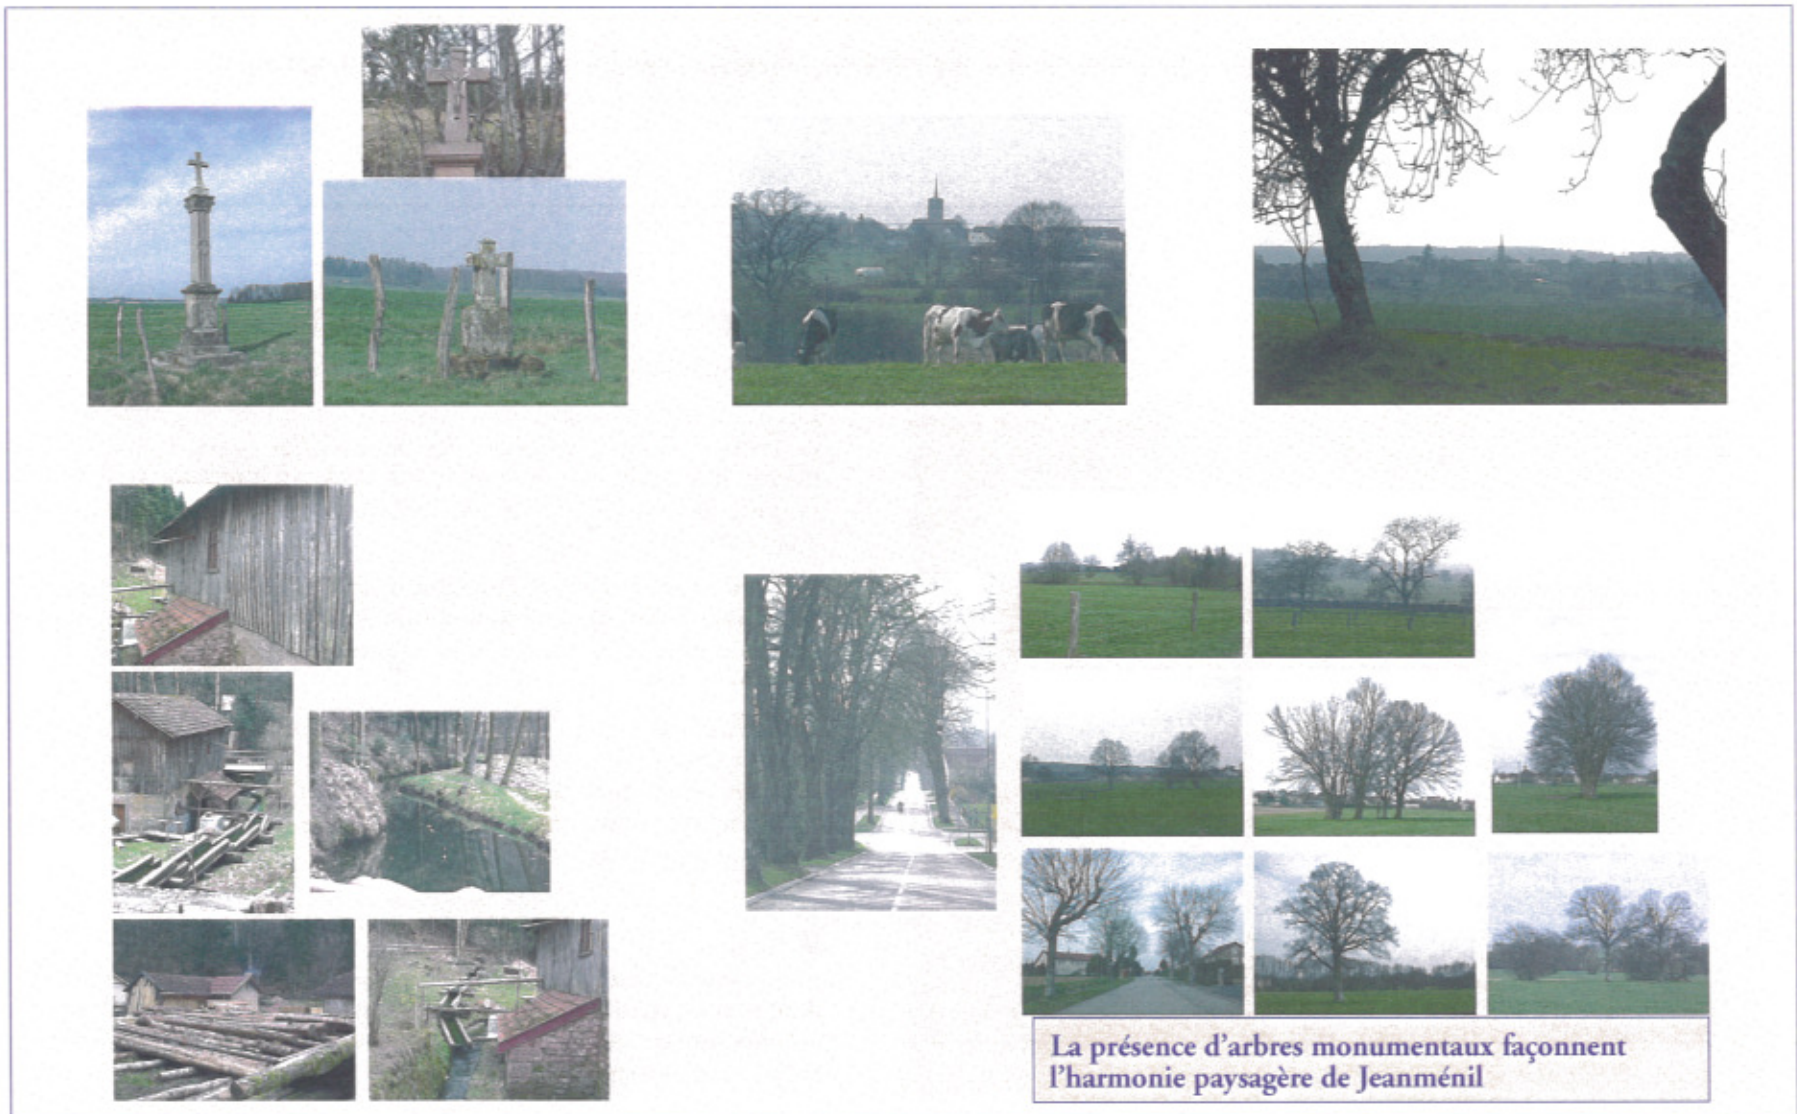 La présence d'arbres monumentaux façonnent
l'harmonie paysagère de Jeanménil